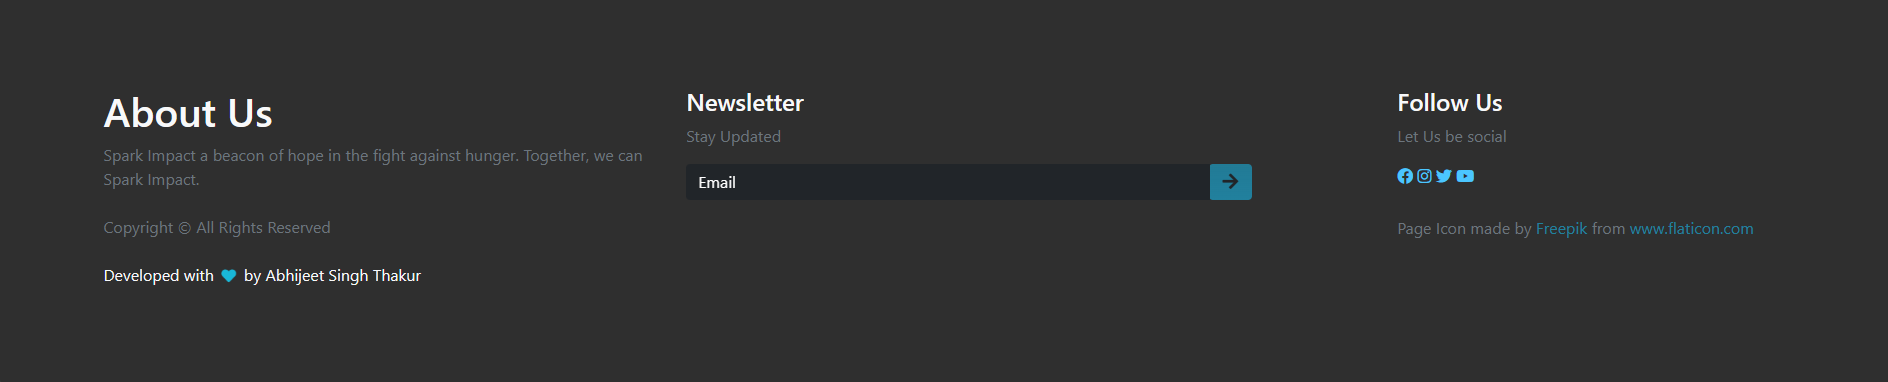 About Us
Spark Impact a beacon of hope in the fight against hunger. Together, we can
Spark Impact.
Copyright © All Rights Reserved
Developed with by Abhijeet Singh Thakur
Newsletter
Stay Updated
Email
Follow Us
Let Us be social
Page Icon made by Freepik from www.flaticon.com